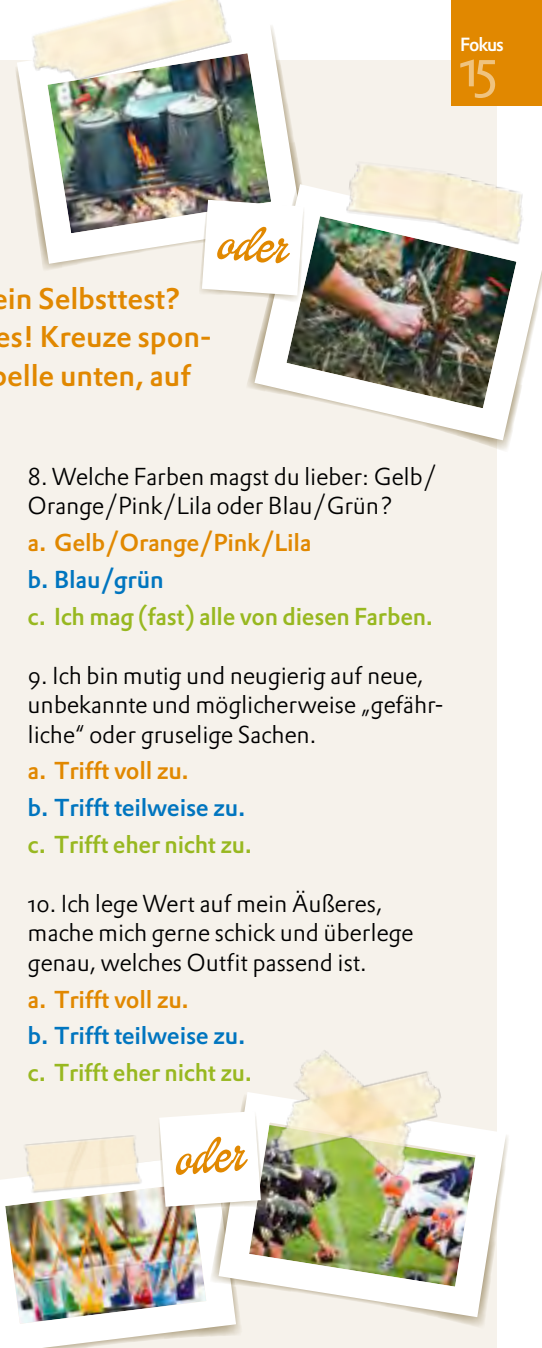 Fokus
15
oder
ein Selbsttest?
es! Kreuze spon-
belle unten, auf
8. Welche Farben magst du lieber: Gelb/
Orange/Pink/Lila oder Blau/Grün?
a. Gelb/Orange/Pink/Lila
b. Blau/grün
c. Ich mag (fast) alle von diesen Farben.
9. Ich bin mutig und neugierig auf neue,
unbekannte und möglicherweise „gefähr-
liche“ oder gruselige Sachen.
a. Trifft voll zu.
b. Trifft teilweise zu.
c. Trifft eher nicht zu.
10. Ich lege Wert auf mein Äußeres,
mache mich gerne schick und überlege
genau, welches Outfit passend ist.
a. Trifft voll zu.
b. Trifft teilweise zu.
c. Trifft eher nicht zu.
oder